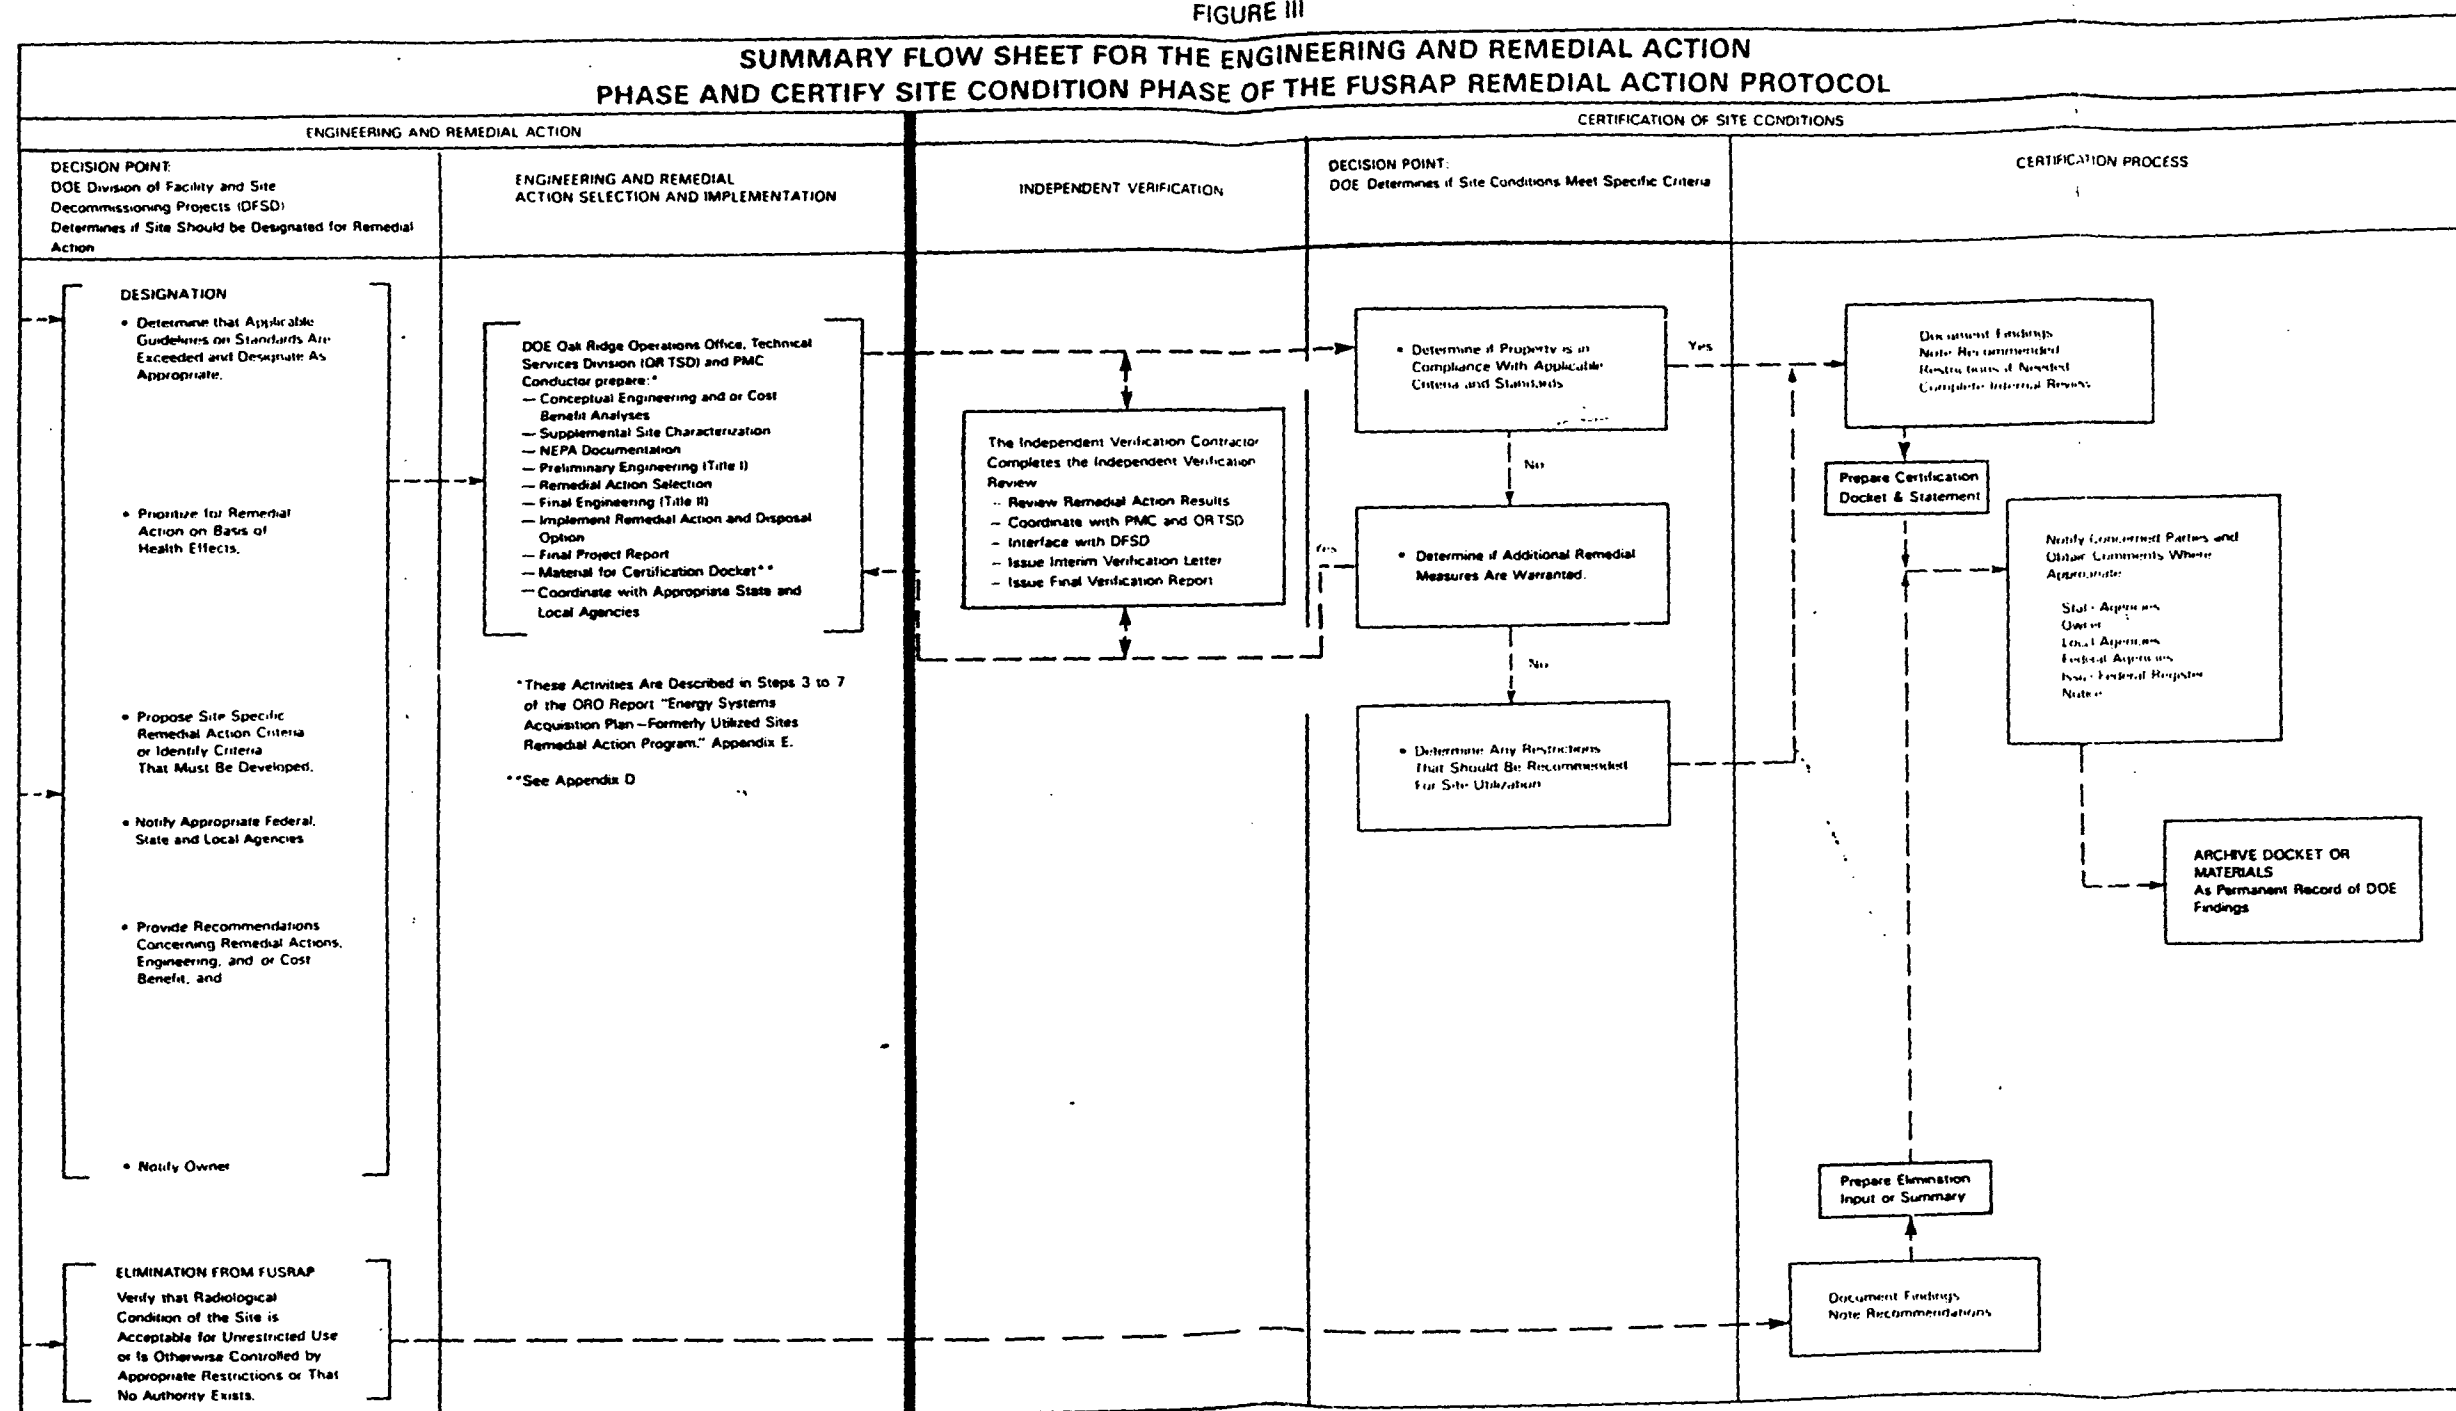 FIGURE III
SUMMARY FLOW SHEET FOR THE ENGINEERING AND REMEDIAL ACTION
PHASE AND CERTIFY SITE CONDITION PHASE OF THE FUSRAP REMEDIAL ACTION PROTOCOL
ENGINEERING AND REMEDIAL ACTION
CERTIFICATION OF SITE CONDITIONS
DECISION POINT:
DOE Division of Facility and Site
Decommissioning Projects (DFSD)
Determines if Site Should be Designated for Remedial
Action
ENGINEERING AND REMEDIAL
ACTION SELECTION AND IMPLEMENTATION
INDEPENDENT VERIFICATION
DECISION POINT:
DOE Determines if Site Conditions Meet Specific Criteria
CERTIFICATION PROCESS
DESIGNATION
• Determine that Applicable
Guidelines on Standards Are
Exceeded and Designate As
Appropriate.
• Prioritize for Remedial
Action on Basis of
Health Effects.
• Propose Site Specific
Remedial Action Criteria
or Identify Criteria
That Must Be Developed.
• Notify Appropriate Federal,
State and Local Agencies
• Provide Recommendations
Concerning Remedial Actions,
Engineering, and or Cost
Benefit, and
• Notify Owner
ELIMINATION FROM FUSRAP
Verify that Radiological
Condition of the Site is
Acceptable for Unrestricted Use
or Is Otherwise Controlled by
Appropriate Restrictions or That
No Authority Exists.
DOE Oak Ridge Operations Office, Technical
Services Division (OR TSD) and PMC
Conductor prepare:*
— Conceptual Engineering and or Cost
Benefit Analyses
— Supplemental Site Characterization
— NEPA Documentation
— Preliminary Engineering (Title I)
— Remedial Action Selection
— Final Engineering (Title II)
— Implement Remedial Action and Disposal
Option
— Final Project Report
— Material for Certification Docket**
— Coordinate with Appropriate State and
Local Agencies
*These Activities Are Described in Steps 3 to 7
of the ORO Report "Energy Systems
Acquisition Plan—Formerly Utilized Sites
Remedial Action Program." Appendix E.
**See Appendix D
The Independent Verification Contractor
Completes the Independent Verification
Review
– Review Remedial Action Results
– Coordinate with PMC and OR TSD
– Interface with DFSD
– Issue Interim Verification Letter
– Issue Final Verification Report
• Determine if Property is in
Compliance With Applicable
Criteria and Standards
Yes
No
• Determine if Additional Remedial
Measures Are Warranted.
Yes
No
• Determine Any Restrictions
That Should Be Recommended
For Site Utilization
Document Findings
Note Recommended
Restrictions if Needed
Complete Internal Review
Prepare Certification
Docket & Statement
Notify Concerned Parties and
Obtain Comments Where
Appropriate
State Agencies
Owner
Local Agencies
Federal Agencies
Issue Federal Register
Notice
ARCHIVE DOCKET OR
MATERIALS
As Permanent Record of DOE
Findings
Prepare Elimination
Input or Summary
Document Findings
Note Recommendations